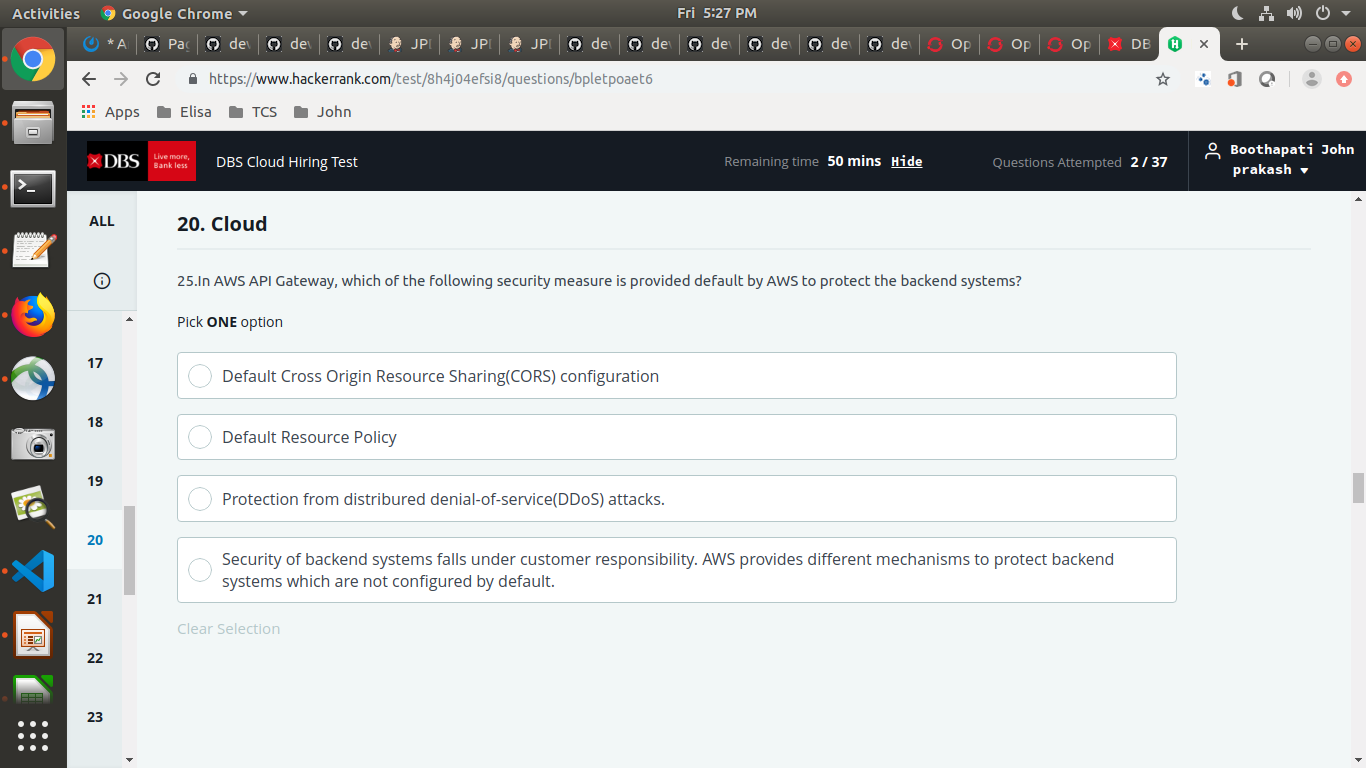 Activities Google Chrome Fri 5:27 PM
* A Pac dev dev dev JP JP JP dev dev dev dev dev dev Op Op Op DB
https://www.hackerrank.com/test/8h4j04efsi8/questions/bpletpoaet6
Apps Elisa TCS John
DBS Live more, Bank less DBS Cloud Hiring Test Remaining time 50 mins Hide Questions Attempted 2 / 37 Boothapati John prakash
ALL
20. Cloud
25.In AWS API Gateway, which of the following security measure is provided default by AWS to protect the backend systems?
Pick ONE option
17
Default Cross Origin Resource Sharing(CORS) configuration
18
Default Resource Policy
19
Protection from distribured denial-of-service(DDoS) attacks.
20
Security of backend systems falls under customer responsibility. AWS provides different mechanisms to protect backend
systems which are not configured by default.
21
Clear Selection
22
23